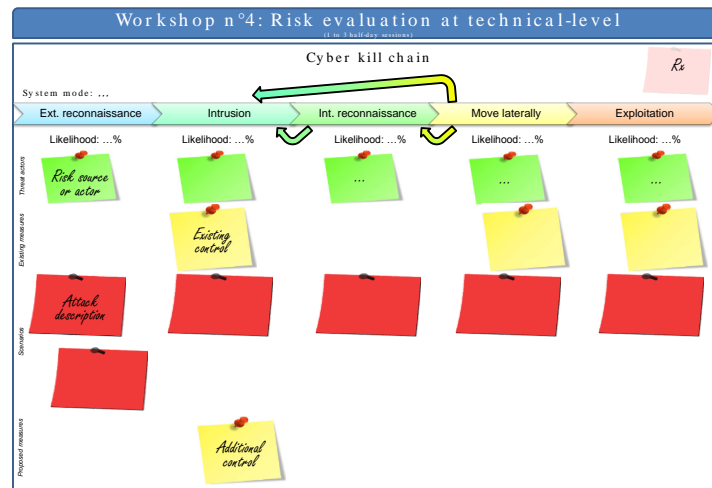 Workshop n°4: Risk evaluation at technical-level
(1 to 3 half-day sessions)
Cyber kill chain
Rx
System mode: ...
Ext. reconnaissance
Intrusion
Int. reconnaissance
Move laterally
Exploitation
Likelihood: ...%
Likelihood: ...%
Likelihood: ...%
Likelihood: ...%
Likelihood: ...%
Threat actors
Risk source
or actor
...
...
...
Existing measures
Existing
control
Scenarios
Attack
description
Proposed measures
Additional
control